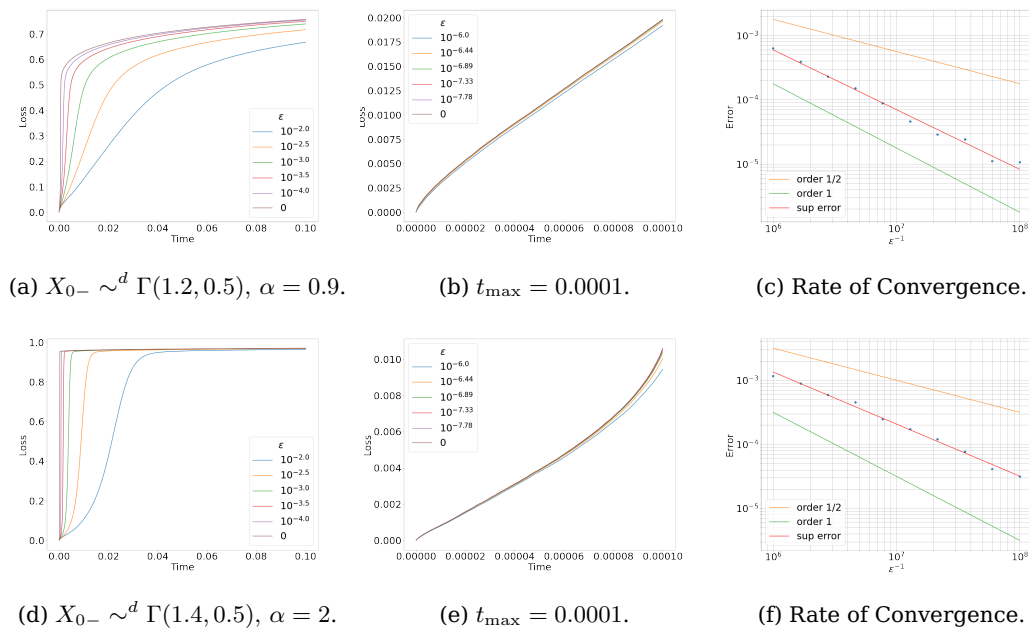 0.7
0.6
0.5
0.4
0.3
0.2
0.1
0.0
Loss
ε
10^{-2.0}
10^{-2.5}
10^{-3.0}
10^{-3.5}
10^{-4.0}
0
0.00 0.02 0.04 0.06 0.08 0.10
Time
0.0200
0.0175
0.0150
0.0125
0.0100
0.0075
0.0050
0.0025
0.0000
Loss
ε
10^{-6.0}
10^{-6.44}
10^{-6.89}
10^{-7.33}
10^{-7.78}
0
0.00000 0.00002 0.00004 0.00006 0.00008 0.00010
Time
10^{-3}
10^{-4}
10^{-5}
Error
order 1/2
order 1
sup error
10^6 10^7 10^8
ε^{-1}
(a) X_{0−} ∼^d Γ(1.2, 0.5), α = 0.9.
(b) t_{max} = 0.0001.
(c) Rate of Convergence.
1.0
0.8
0.6
0.4
0.2
0.0
Loss
ε
10^{-2.0}
10^{-2.5}
10^{-3.0}
10^{-3.5}
10^{-4.0}
0
0.00 0.02 0.04 0.06 0.08 0.10
Time
0.010
0.008
0.006
0.004
0.002
0.000
Loss
ε
10^{-6.0}
10^{-6.44}
10^{-6.89}
10^{-7.33}
10^{-7.78}
0
0.00000 0.00002 0.00004 0.00006 0.00008 0.00010
Time
10^{-3}
10^{-4}
10^{-5}
Error
order 1/2
order 1
sup error
10^6 10^7 10^8
ε^{-1}
(d) X_{0−} ∼^d Γ(1.4, 0.5), α = 2.
(e) t_{max} = 0.0001.
(f) Rate of Convergence.